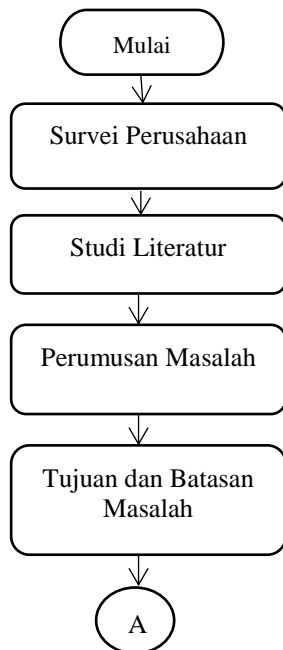 Mulai
Survei Perusahaan
Studi Literatur
Perumusan Masalah
Tujuan dan Batasan
Masalah
A